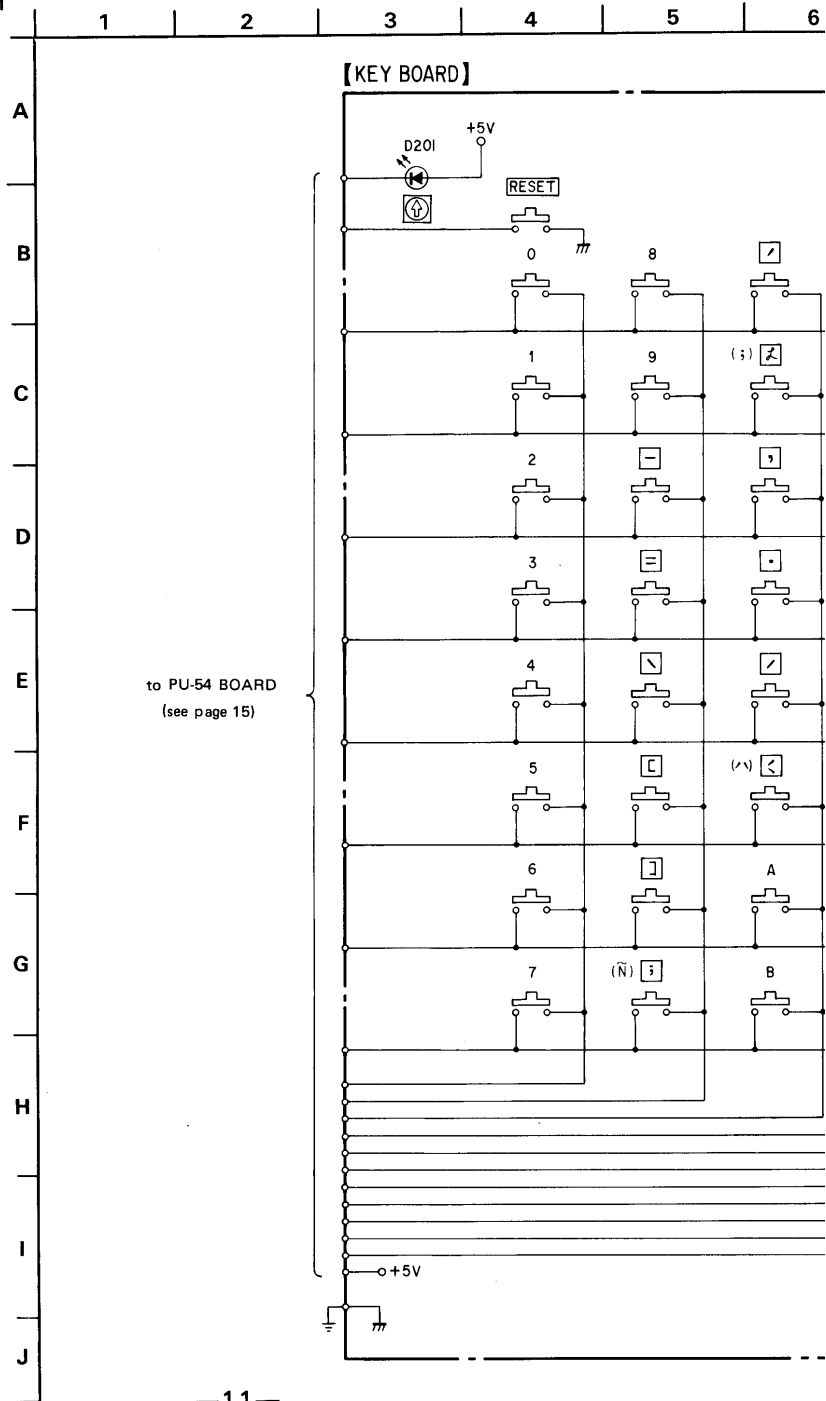 1 2 3 4 5 6
【KEY BOARD】
A
+5V
D201
RESET
B
0 8 ′
C
1 9 (;) £
2 − ,
D
3 = .
E
4 \ /
to PU-54 BOARD
(see page 15)
5 [ <
F
6 ] A
G
7 (Ñ) ; B
H
I
+5V
J
—11—